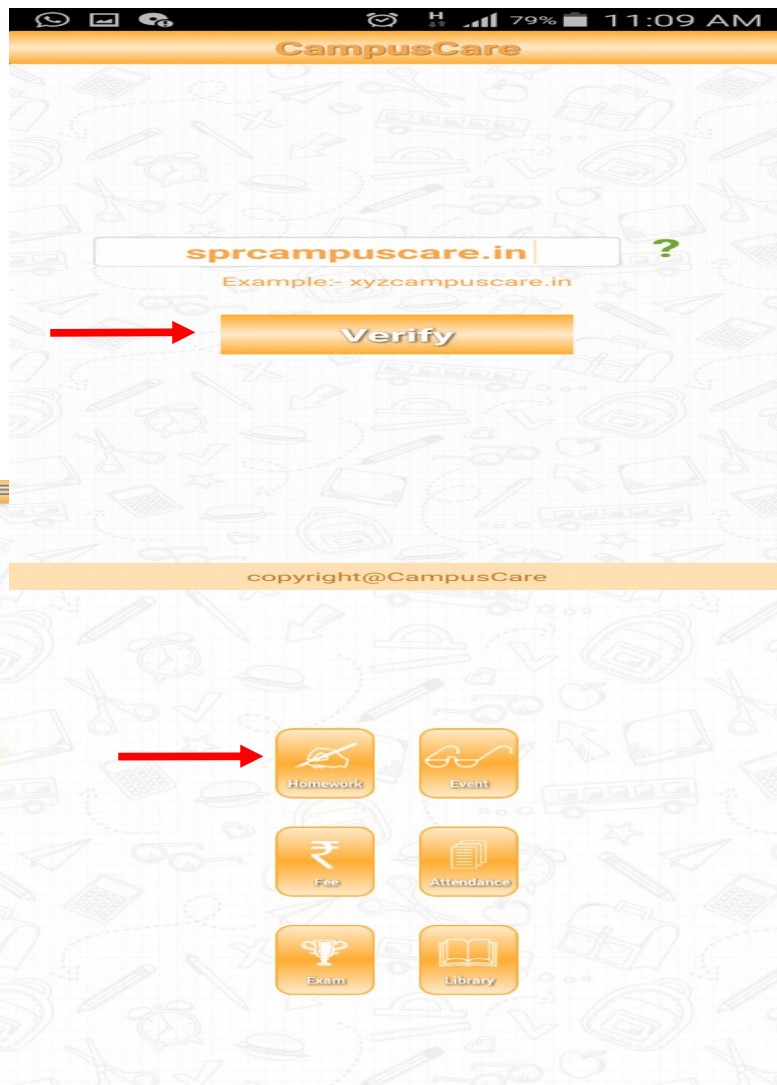 79% 11:09 AM
CampusCare
sprcampuscare.in
?
Example:- xyzcampuscare.in
Verify
copyright@CampusCare
Homework Event
₹
Fee Attendance
Exam Library